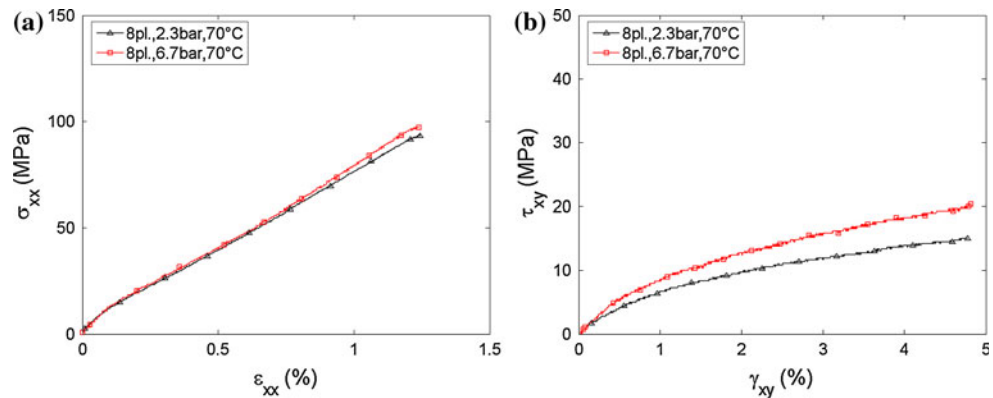 (a)
8pl.,2.3bar,70°C
8pl.,6.7bar,70°C
150
100
50
0
σxx (MPa)
0
0.5
1
1.5
εxx (%)
(b)
8pl.,2.3bar,70°C
8pl.,6.7bar,70°C
50
40
30
20
10
0
τxy (MPa)
0
1
2
3
4
5
γxy (%)